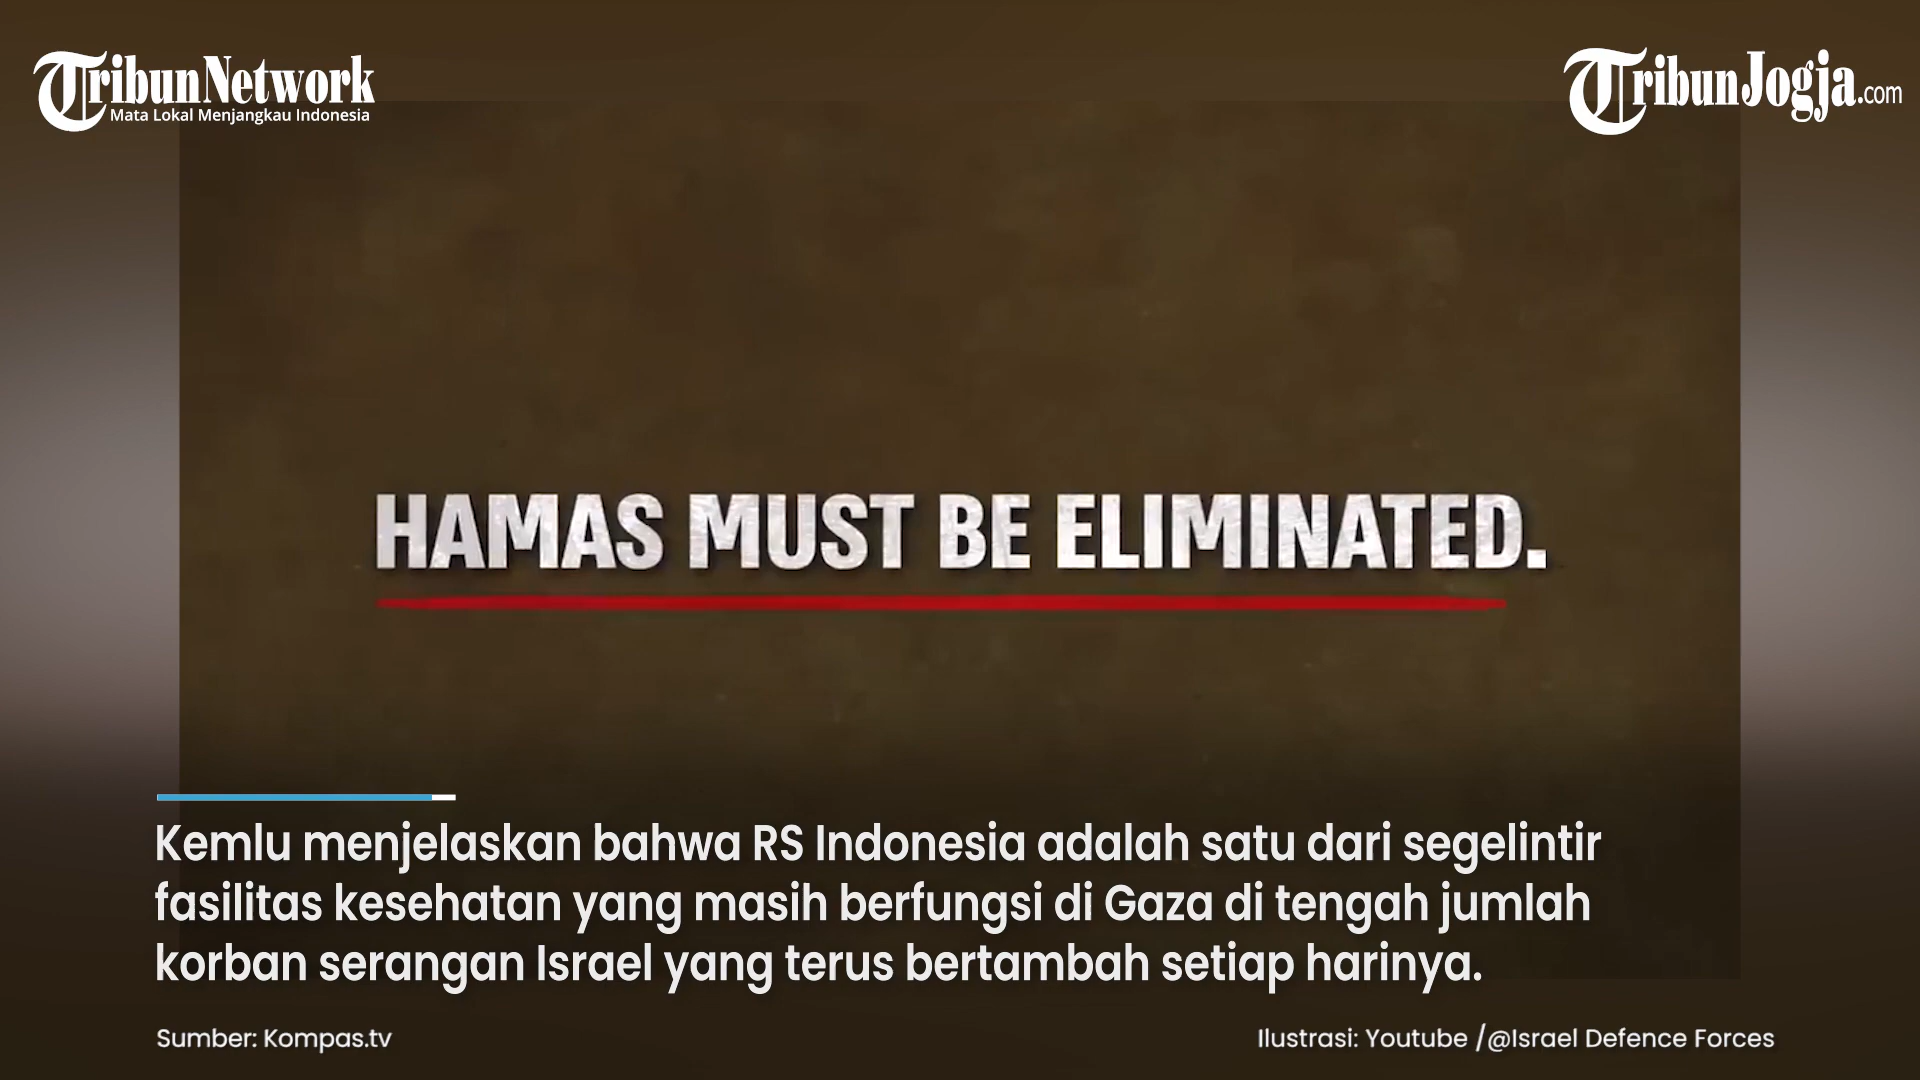 TribunNetwork
Mata Lokal Menjangkau Indonesia
TribunJogja.com
HAMAS MUST BE ELIMINATED.
Kemlu menjelaskan bahwa RS Indonesia adalah satu dari segelintir
fasilitas kesehatan yang masih berfungsi di Gaza di tengah jumlah
korban serangan Israel yang terus bertambah setiap harinya.
Sumber: Kompas.tv
Ilustrasi: Youtube /@Israel Defence Forces